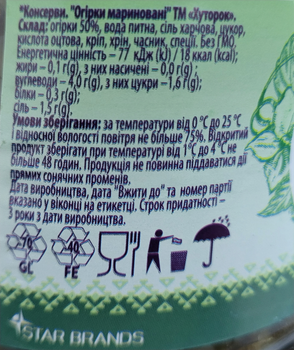 "Консерви. "Огірки мариновані" ТМ «Хуторок».
Склад: огірки 50%, вода питна, сіль харчова, цукор,
кислота оцтова, кріп, хрін, часник, спеції. Без ГМО.
Енергетична цінність – 77 кДж (kJ) / 18 ккал (kcal);
жири – 0,1 г(g), з них насичені – 0,0 г(g) ;
вуглеводи – 4,0 г(g), з них цукри –1,6 г(g);
білки – 0,3 г(g);
сіль – 1,5 г(g).
Умови зберігання: за температури від 0 °С до 25 °С
і відносної вологості повітря не більше 75%. Відкритий
продукт зберігати при температурі від 1°С до 4°С не
більше 48 годин. Продукція не повинна піддаватися дії
прямих сонячних променів.
Дата виробництва, дата "Вжити до" та номер партії
вказано у віконці на етикетці. Строк придатності –
3 роки з дати виробництва.
70
GL
40
FE
STAR BRANDS